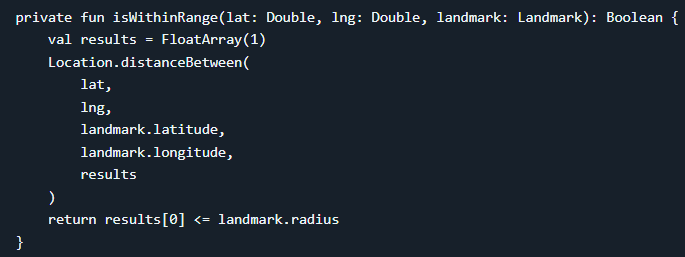 private fun isWithinRange(lat: Double, lng: Double, landmark: Landmark): Boolean {
    val results = FloatArray(1)
    Location.distanceBetween(
        lat,
        lng,
        landmark.latitude,
        landmark.longitude,
        results
    )
    return results[0] <= landmark.radius
}